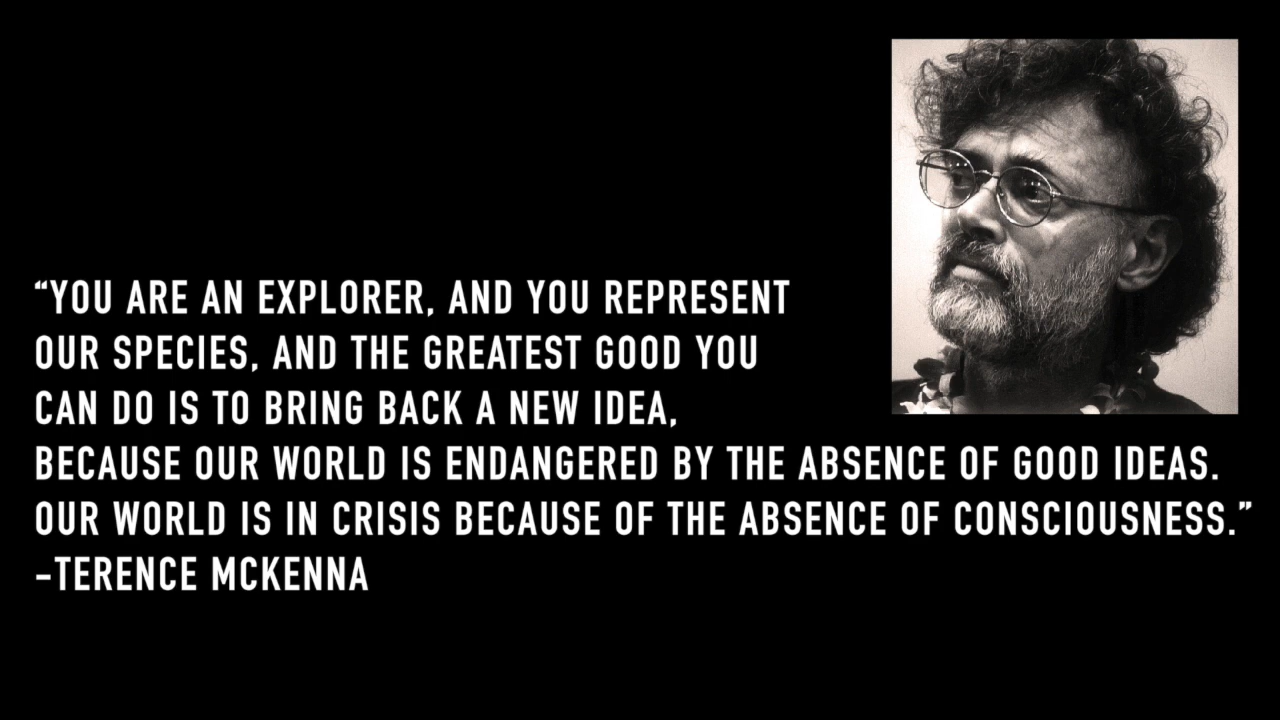 “YOU ARE AN EXPLORER, AND YOU REPRESENT
OUR SPECIES, AND THE GREATEST GOOD YOU
CAN DO IS TO BRING BACK A NEW IDEA,
BECAUSE OUR WORLD IS ENDANGERED BY THE ABSENCE OF GOOD IDEAS.
OUR WORLD IS IN CRISIS BECAUSE OF THE ABSENCE OF CONSCIOUSNESS.”
-TERENCE MCKENNA